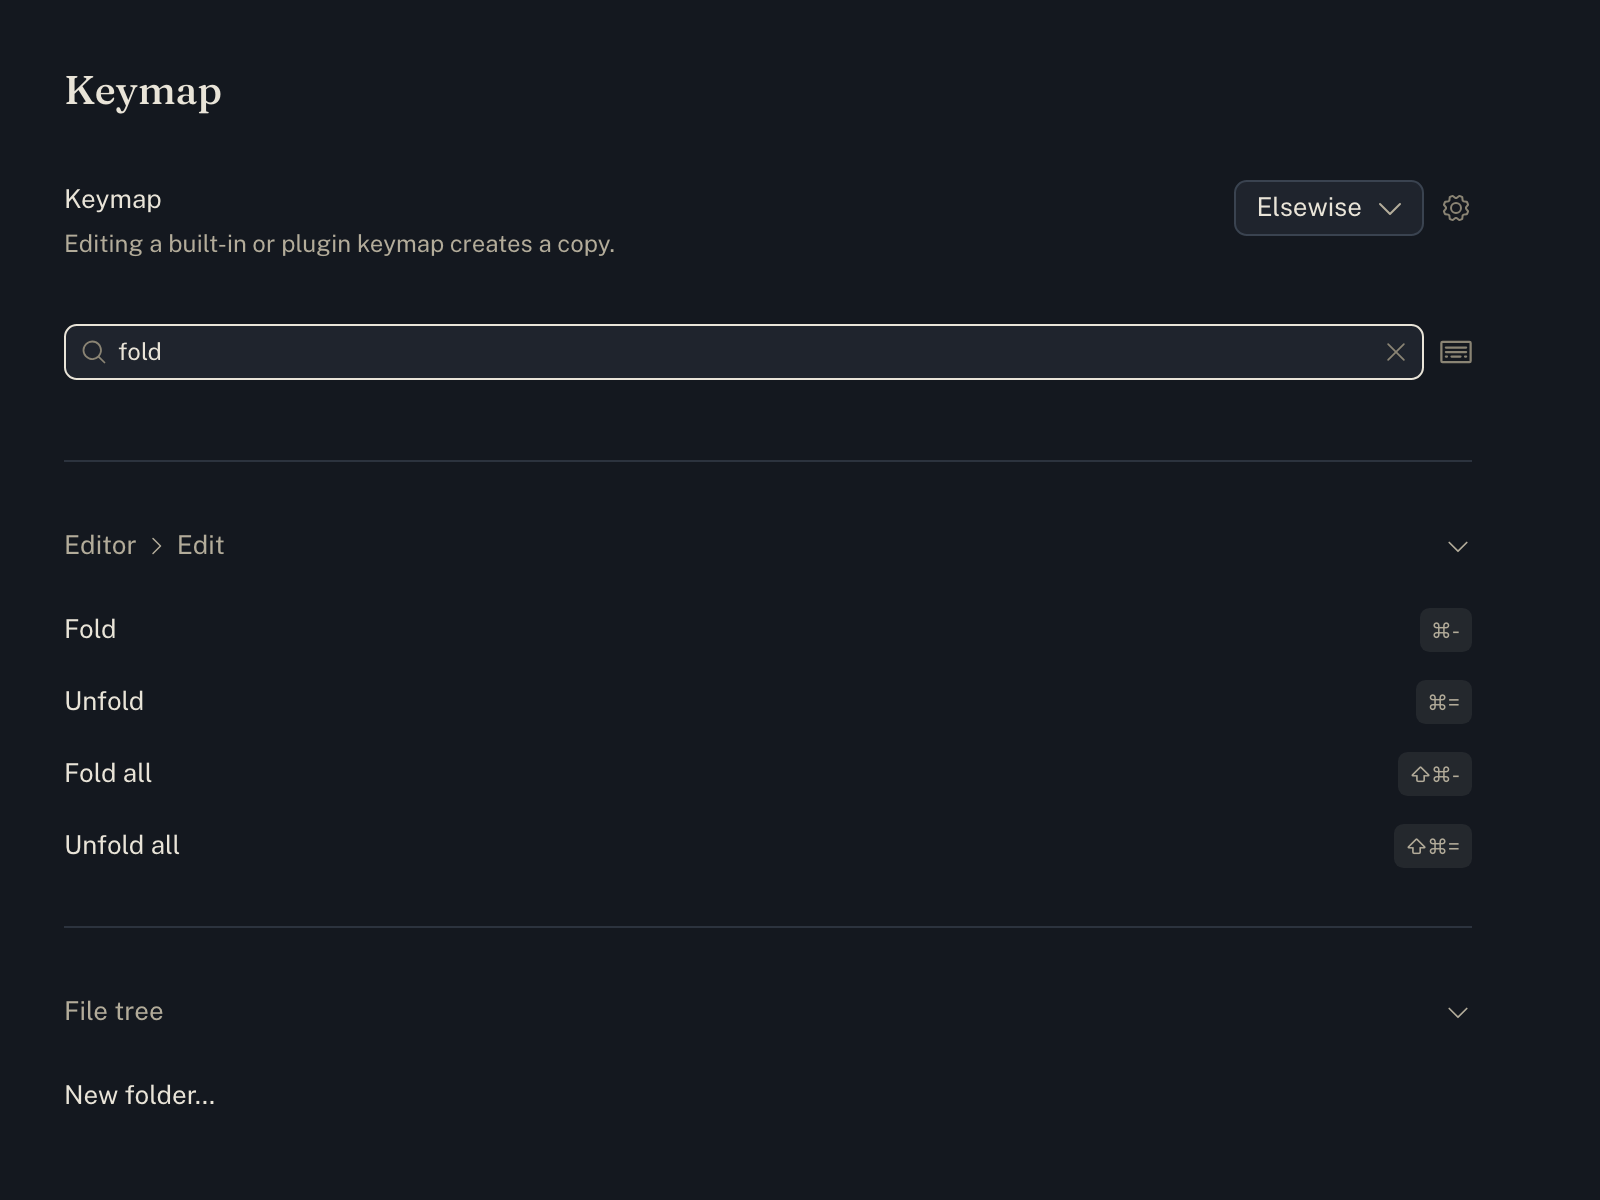 Keymap
Keymap
Elsewise
Editing a built-in or plugin keymap creates a copy.
fold
Editor > Edit
Fold ⌘-
Unfold ⌘=
Fold all ⇧⌘-
Unfold all ⇧⌘=
File tree
New folder...